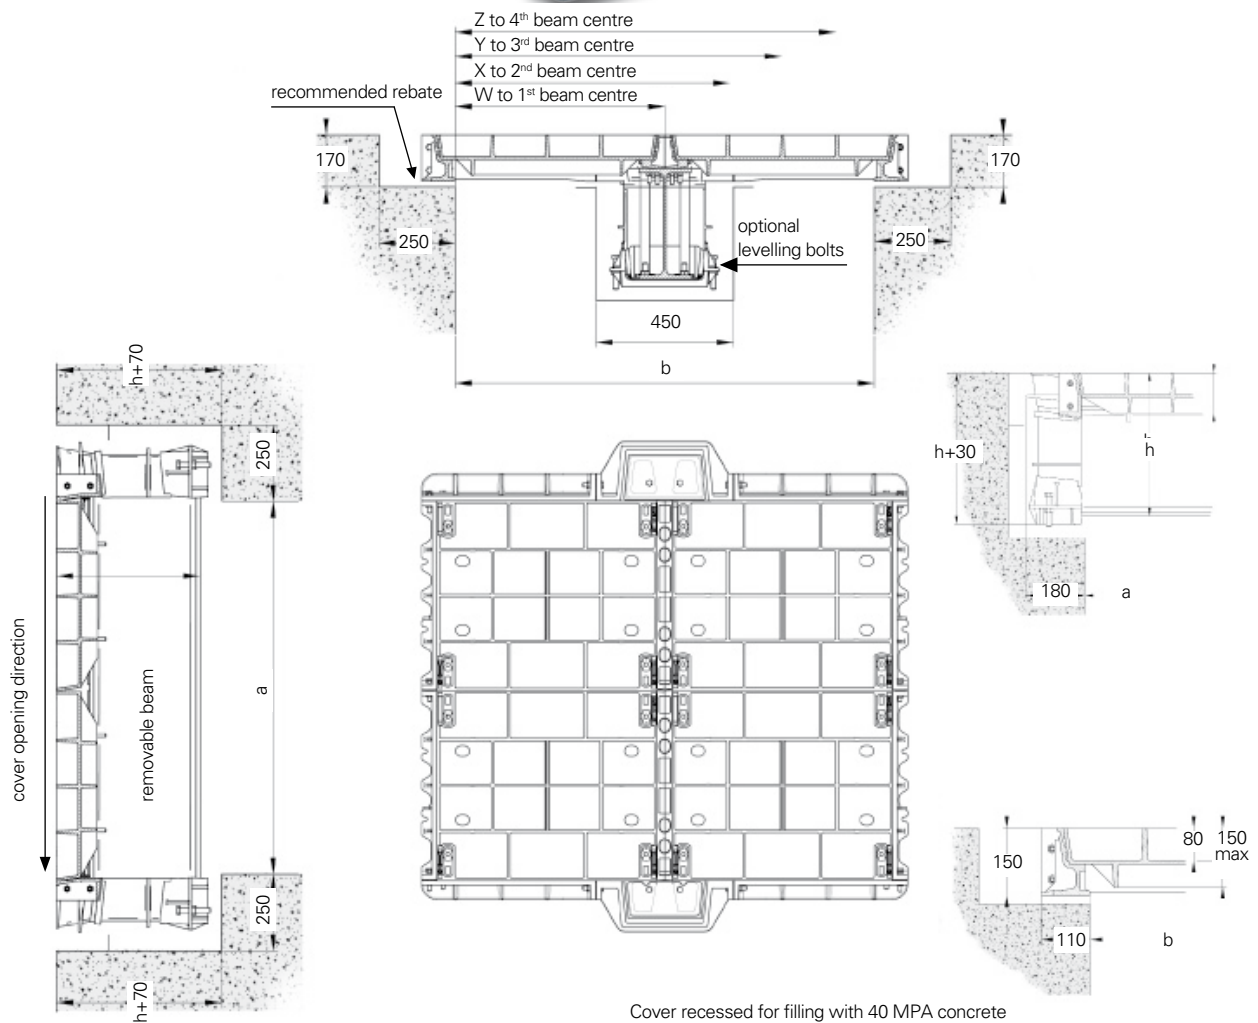 Z to 4th beam centre
Y to 3rd beam centre
X to 2nd beam centre
W to 1st beam centre
recommended rebate
170
170
250
250
optional
levelling bolts
450
b
h+70
250
cover opening direction
removable beam
a
250
h+70
h+30
h
180
a
150
80
150
max
110
b
Cover recessed for filling with 40 MPA concrete